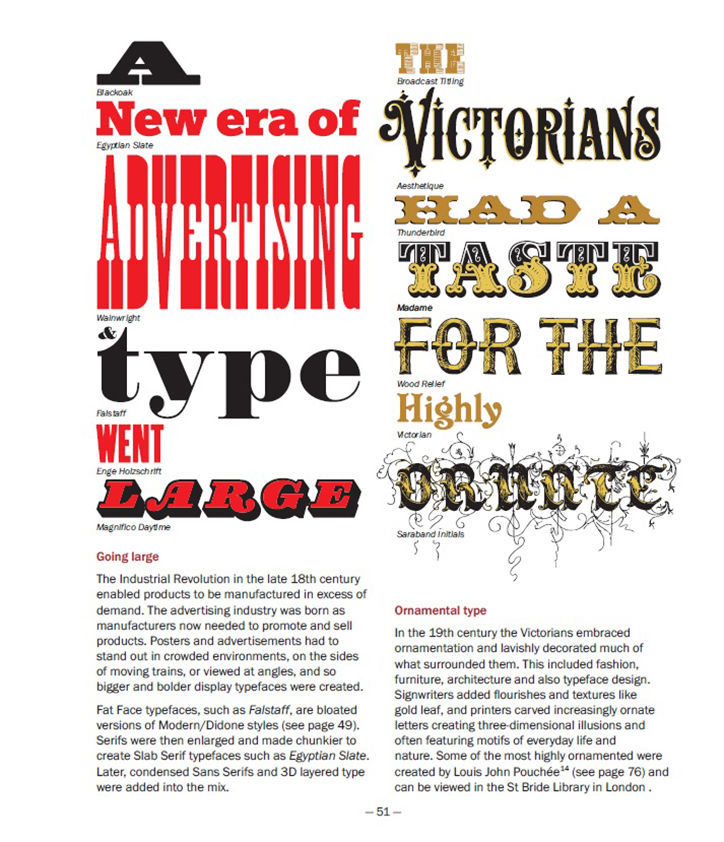 A
Blackoak
New era of
Egyptian Slate
ADVERTISING
Wainwright
& type
Falstaff
WENT
Enge Holzschrift
LARGE
Magnifico Daytime
Going large
The Industrial Revolution in the late 18th century
enabled products to be manufactured in excess of
demand. The advertising industry was born as
manufacturers now needed to promote and sell
products. Posters and advertisements had to
stand out in crowded environments, on the sides
of moving trains, or viewed at angles, and so
bigger and bolder display typefaces were created.
Fat Face typefaces, such as Falstaff, are bloated
versions of Modern/Didone styles (see page 49).
Serifs were then enlarged and made chunkier to
create Slab Serif typefaces such as Egyptian Slate.
Later, condensed Sans Serifs and 3D layered type
were added into the mix.
THE
Broadcast Titling
VICTORIANS
Aesthetique
HAD A
Thunderbird
TASTE
Madame
FOR THE
Wood Relief
Highly
Victorian
ORNATE
Saraband Initials
Ornamental type
In the 19th century the Victorians embraced
ornamentation and lavishly decorated much of
what surrounded them. This included fashion,
furniture, architecture and also typeface design.
Signwriters added flourishes and textures like
gold leaf, and printers carved increasingly ornate
letters creating three-dimensional illusions and
often featuring motifs of everyday life and
nature. Some of the most highly ornamented were
created by Louis John Pouchée¹⁴ (see page 76) and
can be viewed in the St Bride Library in London .
— 51 —